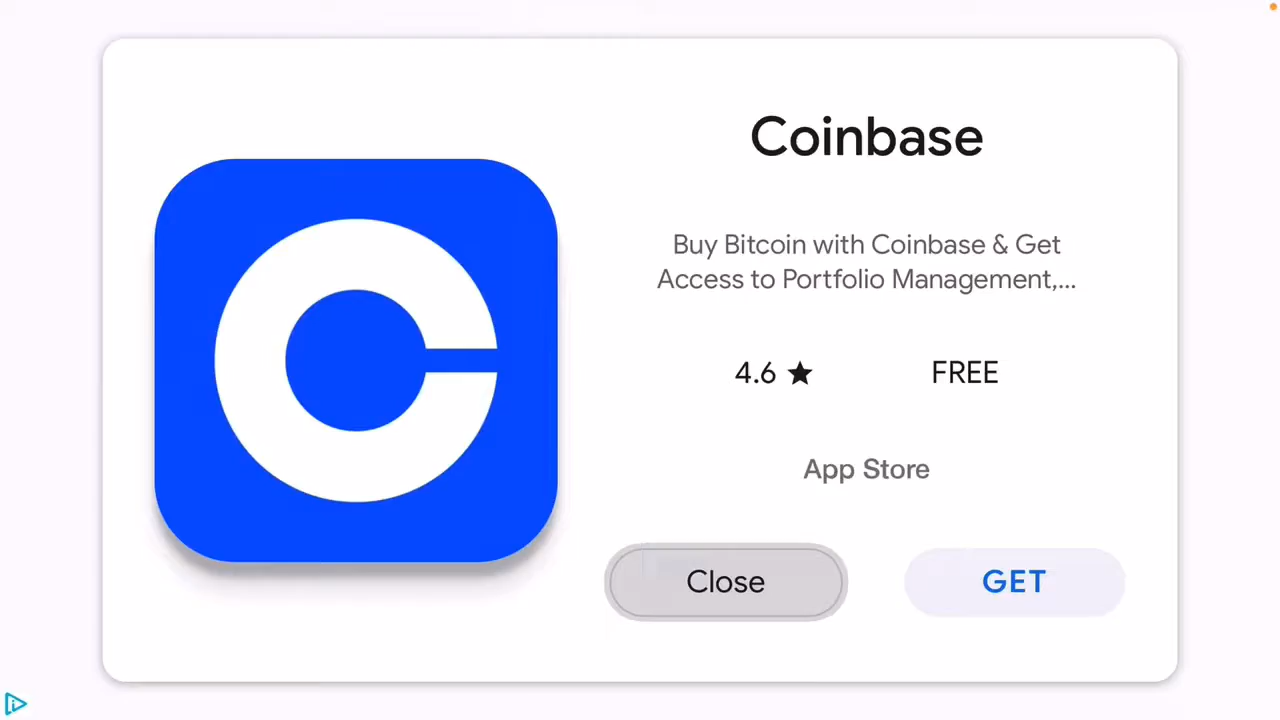 Coinbase
Buy Bitcoin with Coinbase & Get
Access to Portfolio Management,...
4.6 ★ FREE
App Store
Close GET